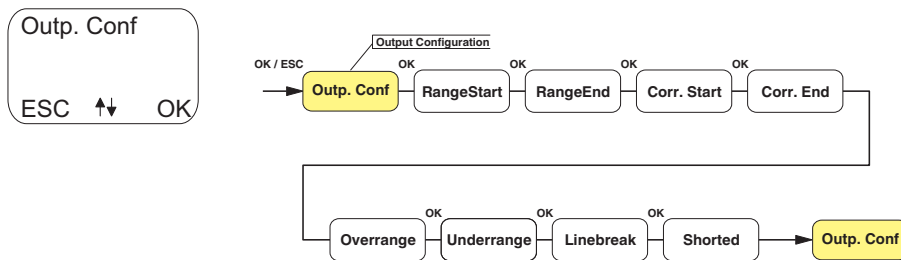 Outp. Conf
ESC OK
Output Configuration
OK / ESC OK OK OK OK
Outp. Conf RangeStart RangeEnd Corr. Start Corr. End
OK OK OK
Overrange Underrange Linebreak Shorted Outp. Conf